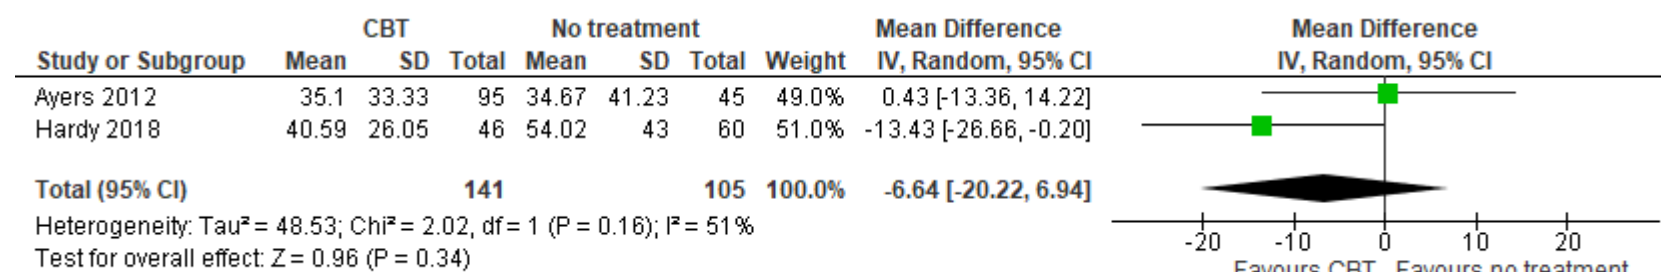 CBT No treatment Mean Difference Mean Difference
Study or Subgroup Mean SD Total Mean SD Total Weight IV, Random, 95% CI IV, Random, 95% CI
Ayers 2012 35.1 33.33 95 34.67 41.23 45 49.0% 0.43 [-13.36, 14.22]
Hardy 2018 40.59 26.05 46 54.02 43 60 51.0% -13.43 [-26.66, -0.20]
Total (95% CI) 141 105 100.0% -6.64 [-20.22, 6.94]
Heterogeneity: Tau² = 48.53; Chi² = 2.02, df = 1 (P = 0.16); I² = 51%
Test for overall effect: Z = 0.96 (P = 0.34)
-20 -10 0 10 20
Favours CBT Favours no treatment